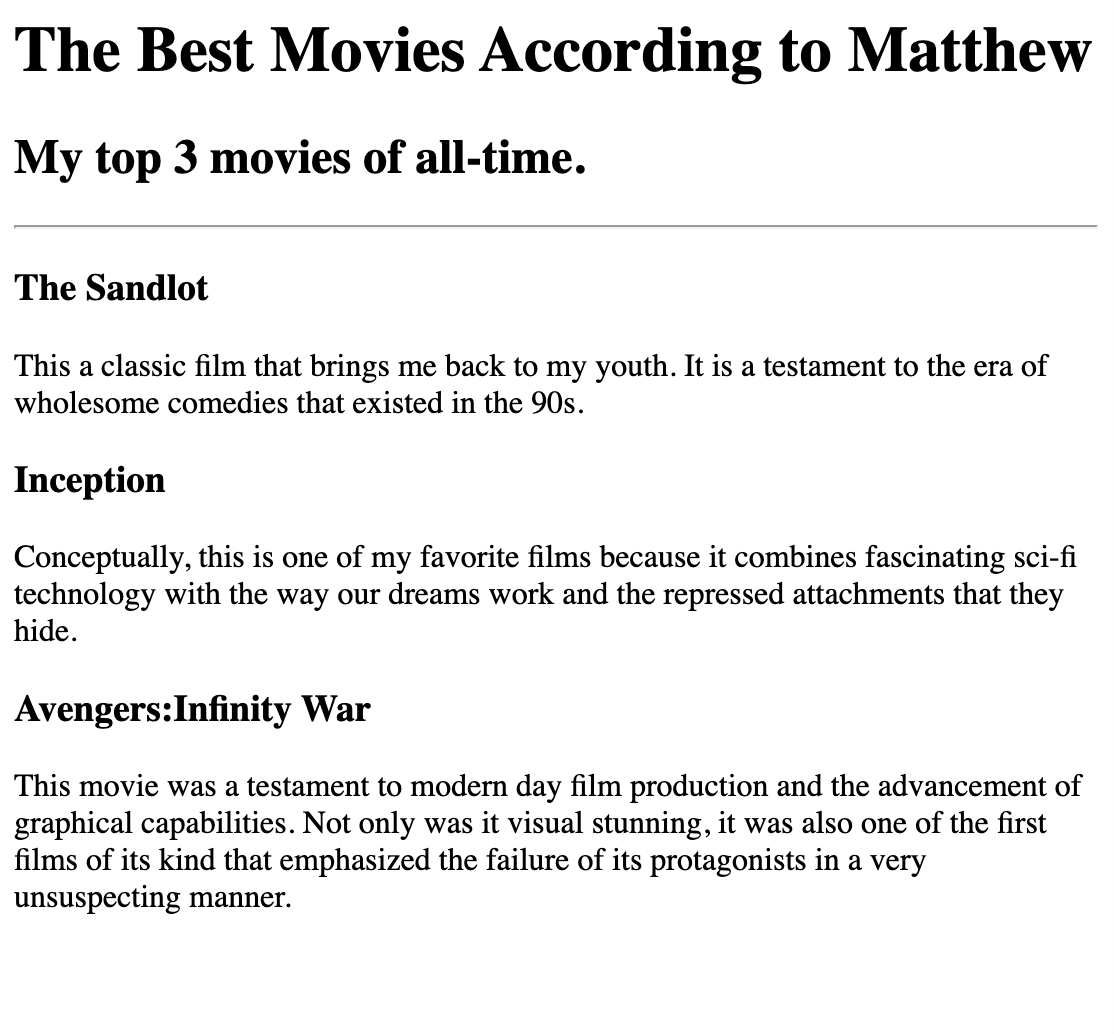 The Best Movies According to Matthew
My top 3 movies of all-time.
The Sandlot
This a classic film that brings me back to my youth. It is a testament to the era of
wholesome comedies that existed in the 90s.
Inception
Conceptually, this is one of my favorite films because it combines fascinating sci-fi
technology with the way our dreams work and the repressed attachments that they
hide.
Avengers:Infinity War
This movie was a testament to modern day film production and the advancement of
graphical capabilities. Not only was it visual stunning, it was also one of the first
films of its kind that emphasized the failure of its protagonists in a very
unsuspecting manner.